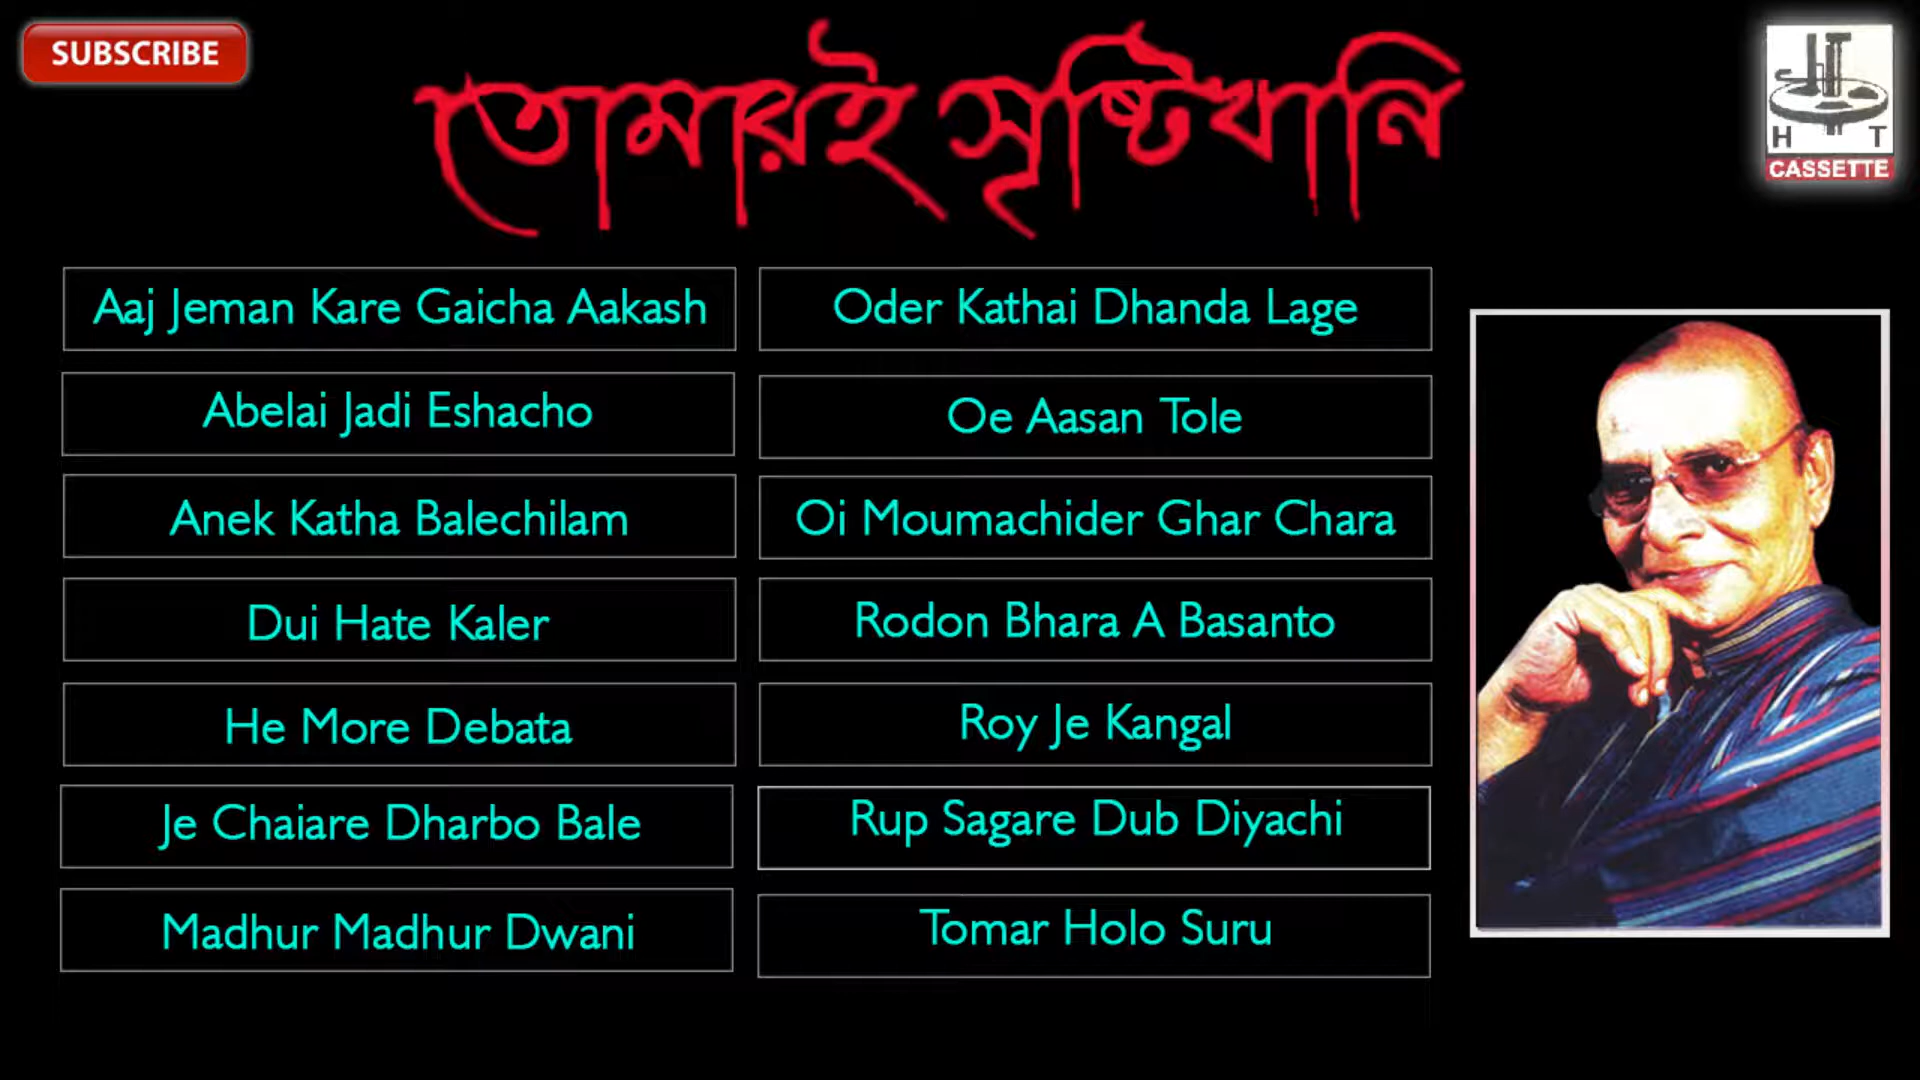 SUBSCRIBE
তোমারই সৃষ্টিখানি
H T
CASSETTE
Aaj Jeman Kare Gaicha Aakash
Abelai Jadi Eshacho
Anek Katha Balechilam
Dui Hate Kaler
He More Debata
Je Chaiare Dharbo Bale
Madhur Madhur Dwani
Oder Kathai Dhanda Lage
Oe Aasan Tole
Oi Moumachider Ghar Chara
Rodon Bhara A Basanto
Roy Je Kangal
Rup Sagare Dub Diyachi
Tomar Holo Suru